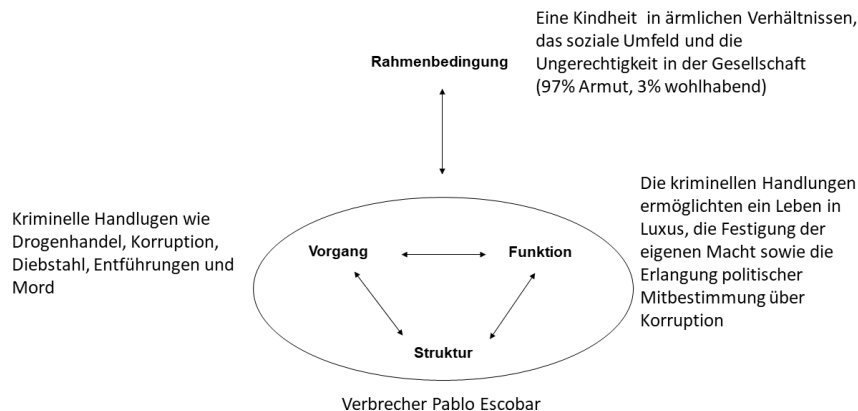 Eine Kindheit in ärmlichen Verhältnissen,
das soziale Umfeld und die
Ungerechtigkeit in der Gesellschaft
(97% Armut, 3% wohlhabend)
Rahmenbedingung
Kriminelle Handlugen wie
Drogenhandel, Korruption,
Diebstahl, Entführungen und
Mord
Vorgang
Funktion
Struktur
Die kriminellen Handlungen
ermöglichten ein Leben in
Luxus, die Festigung der
eigenen Macht sowie die
Erlangung politischer
Mitbestimmung über
Korruption
Verbrecher Pablo Escobar